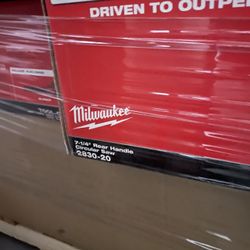 DRIVEN TO OUTPE
Milwaukee
7-1/4" Rear Handle
Circular Saw
2830-20